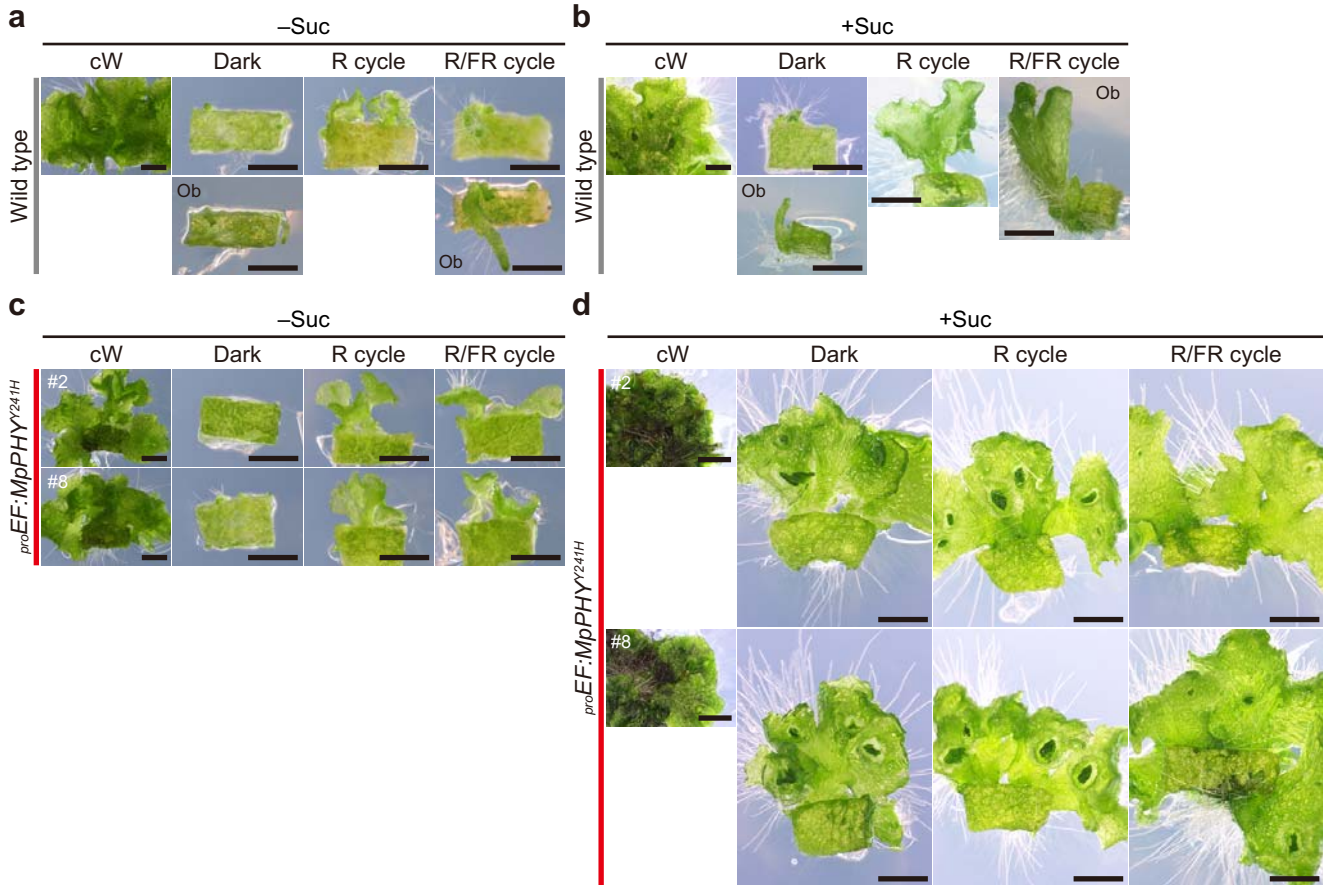 a
–Suc
cW Dark R cycle R/FR cycle
Wild type
Ob
Ob
b
+Suc
cW Dark R cycle R/FR cycle
Wild type
Ob
Ob
c
–Suc
cW Dark R cycle R/FR cycle
proEF:MpPHYY241H
#2
#8
d
+Suc
cW Dark R cycle R/FR cycle
proEF:MpPHYY241H
#2
#8